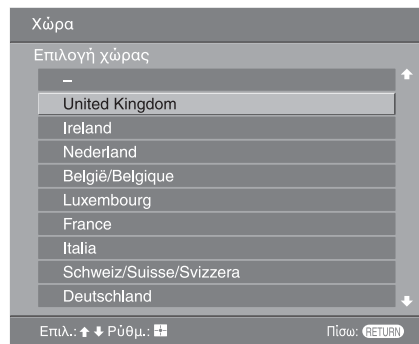 Χώρα
Επιλογή χώρας
–
United Kingdom
Ireland
Nederland
België/Belgique
Luxembourg
France
Italia
Schweiz/Suisse/Svizzera
Deutschland
Επιλ.: Ρύθμ.: Πίσω: RETURN